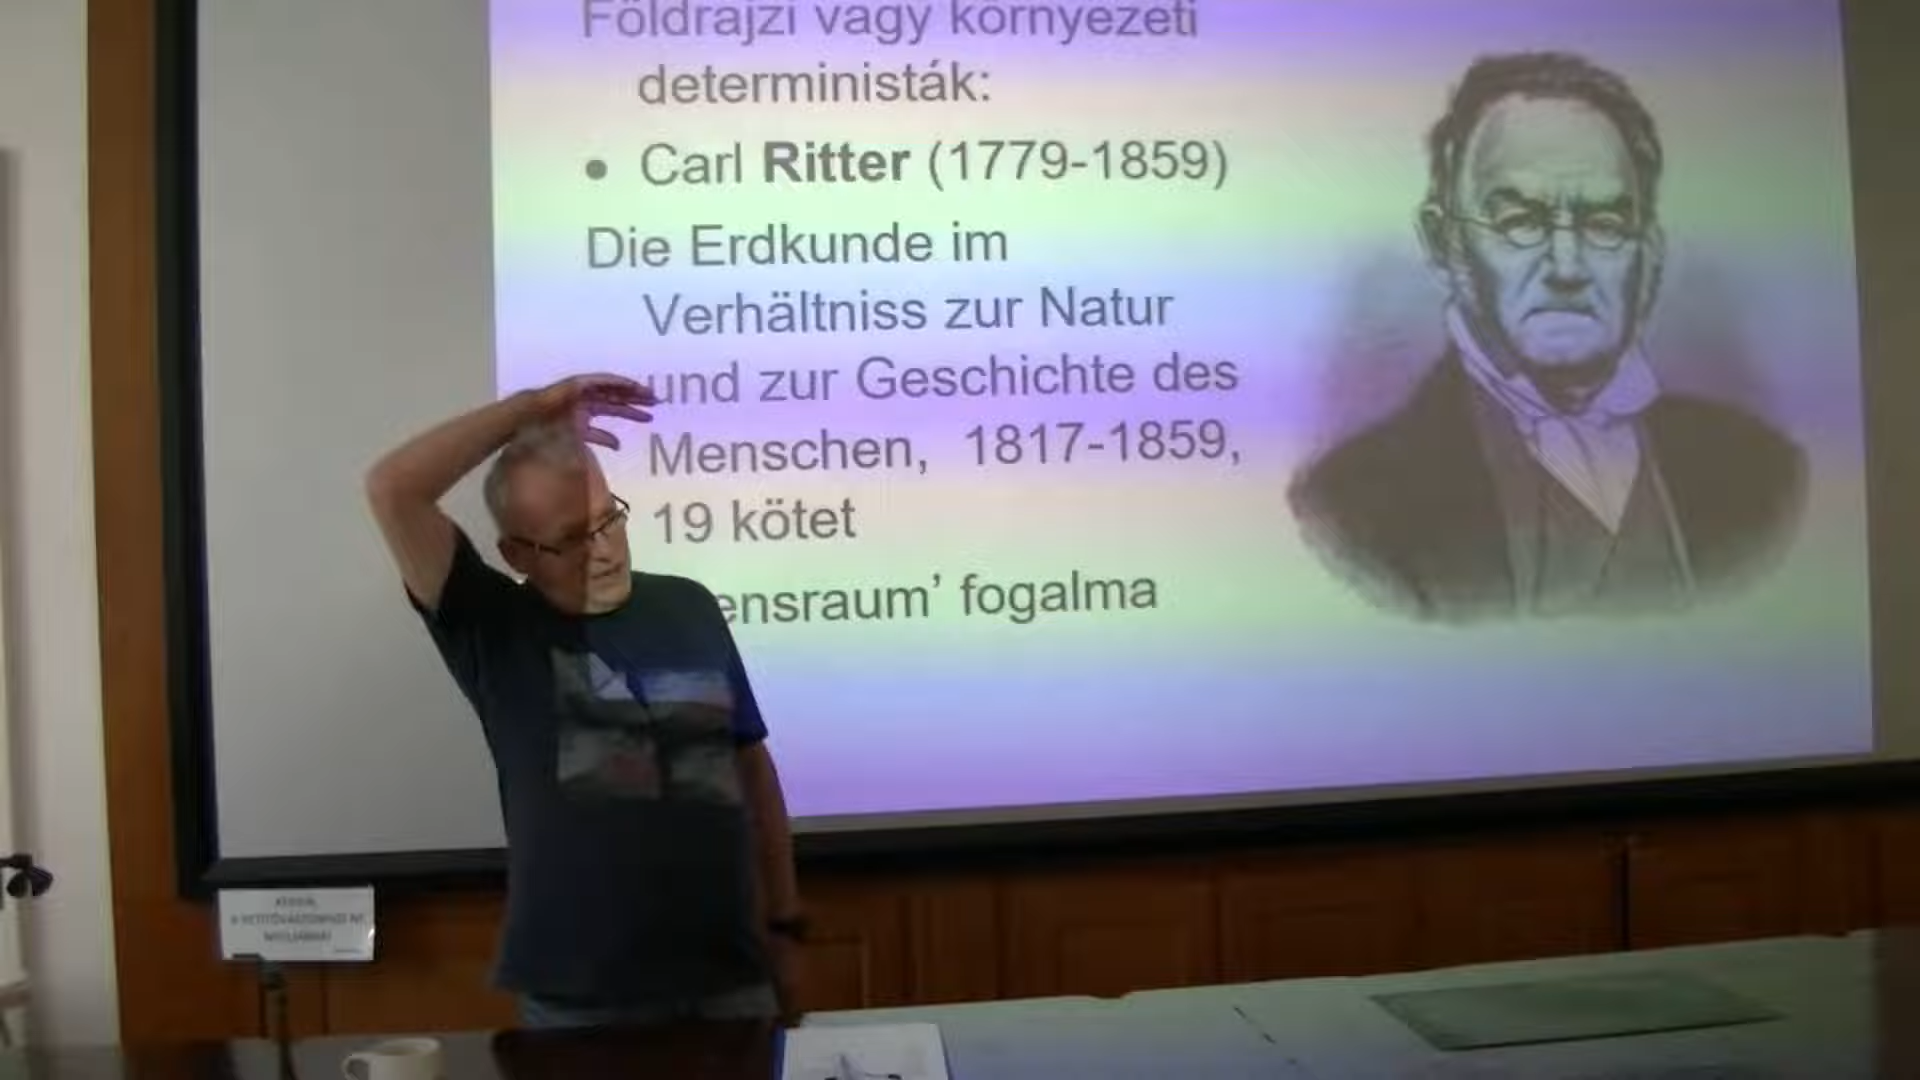 Földrajzi vagy környezeti
deterministák:
• Carl Ritter (1779-1859)
Die Erdkunde im
Verhältniss zur Natur
und zur Geschichte des
Menschen, 1817-1859,
19 kötet
ensraum’ fogalma